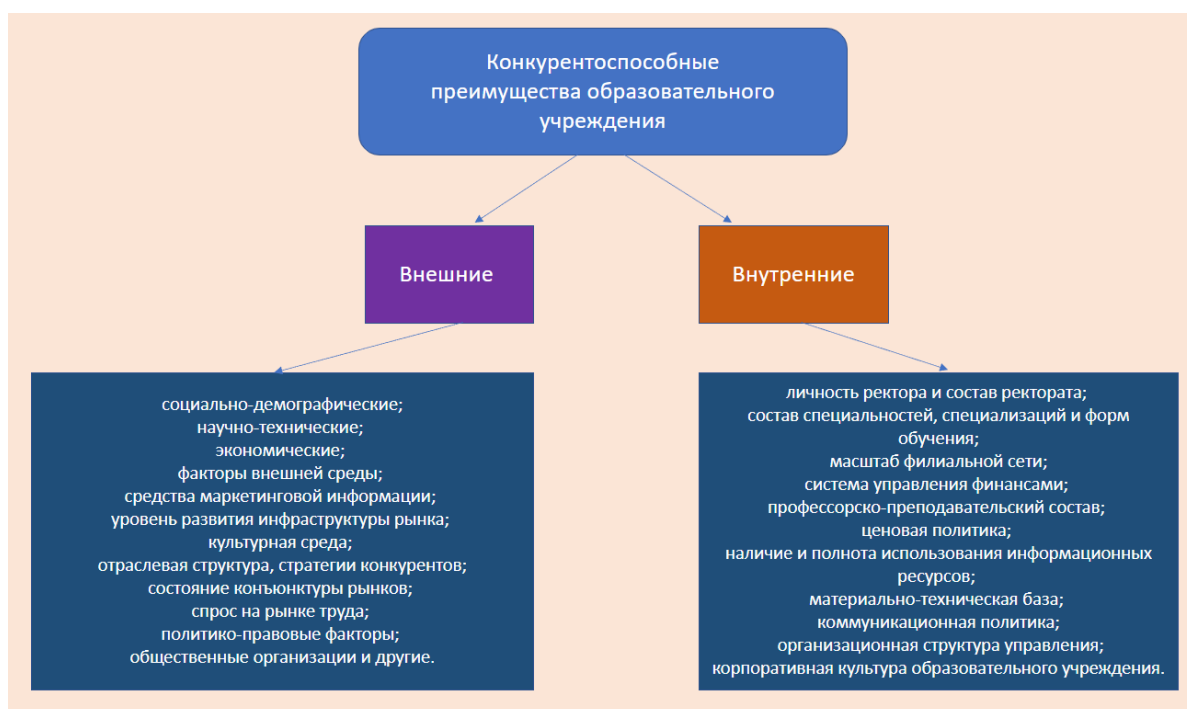 Конкурентоспособные
преимущества образовательного
учреждения
Внешние
Внутренние
социально-демографические;
научно-технические;
экономические;
факторы внешней среды;
средства маркетинговой информации;
уровень развития инфраструктуры рынка;
культурная среда;
отраслевая структура, стратегии конкурентов;
состояние конъюнктуры рынков;
спрос на рынке труда;
политико-правовые факторы;
общественные организации и другие.
личность ректора и состав ректората;
состав специальностей, специализаций и форм
обучения;
масштаб филиальной сети;
система управления финансами;
профессорско-преподавательский состав;
ценовая политика;
наличие и полнота использования информационных
ресурсов;
материально-техническая база;
коммуникационная политика;
организационная структура управления;
корпоративная культура образовательного учреждения.